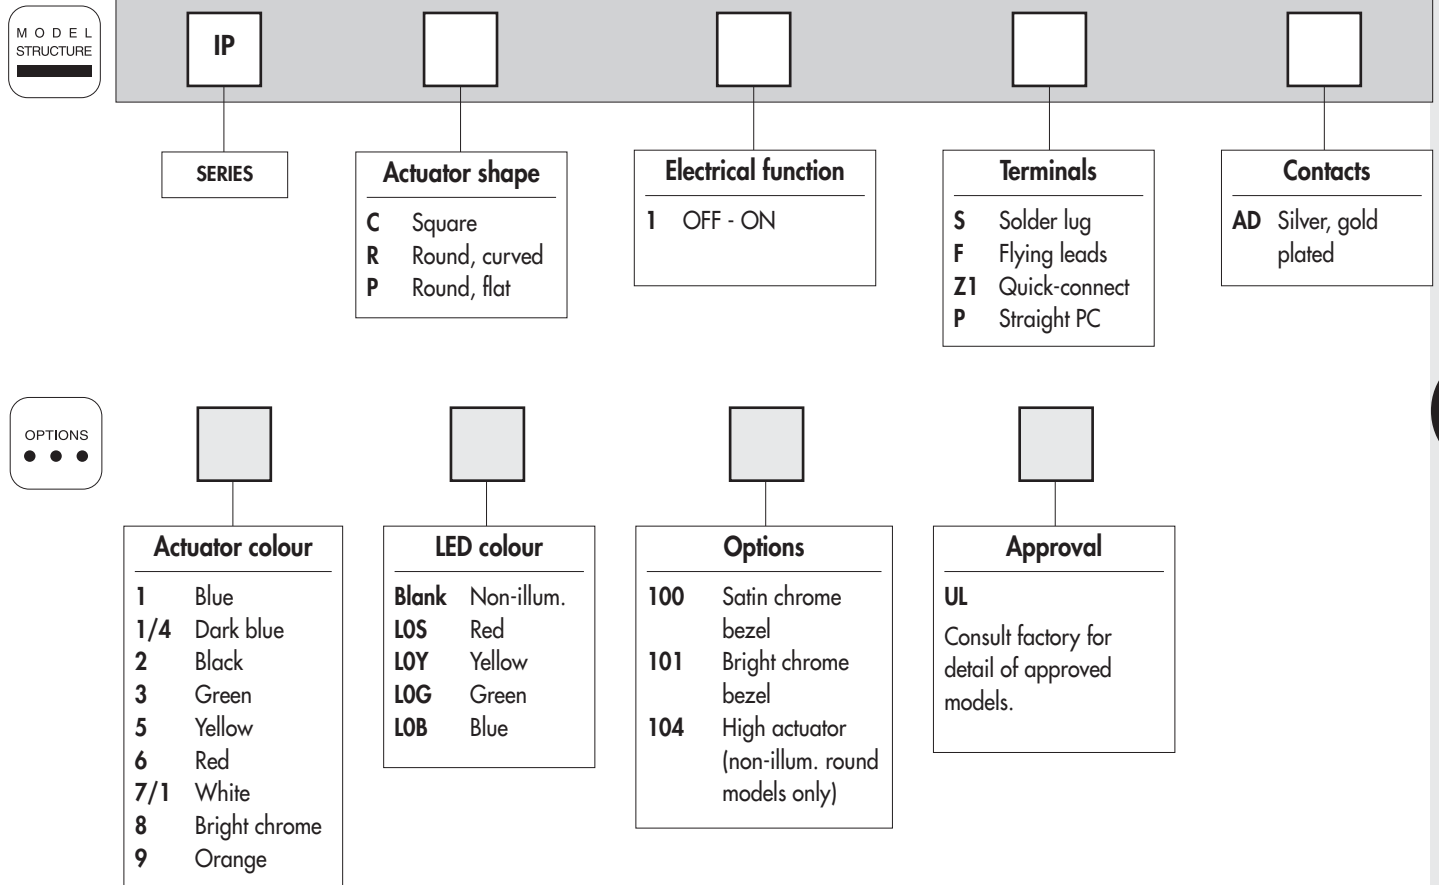 MODEL
STRUCTURE
IP
SERIES
Actuator shape
C Square
R Round, curved
P Round, flat
Electrical function
1 OFF - ON
Terminals
S Solder lug
F Flying leads
Z1 Quick-connect
P Straight PC
Contacts
AD Silver, gold
plated
OPTIONS
Actuator colour
1 Blue
1/4 Dark blue
2 Black
3 Green
5 Yellow
6 Red
7/1 White
8 Bright chrome
9 Orange
LED colour
Blank Non-illum.
L0S Red
L0Y Yellow
L0G Green
L0B Blue
Options
100 Satin chrome
bezel
101 Bright chrome
bezel
104 High actuator
(non-illum. round
models only)
Approval
UL
Consult factory for
detail of approved
models.